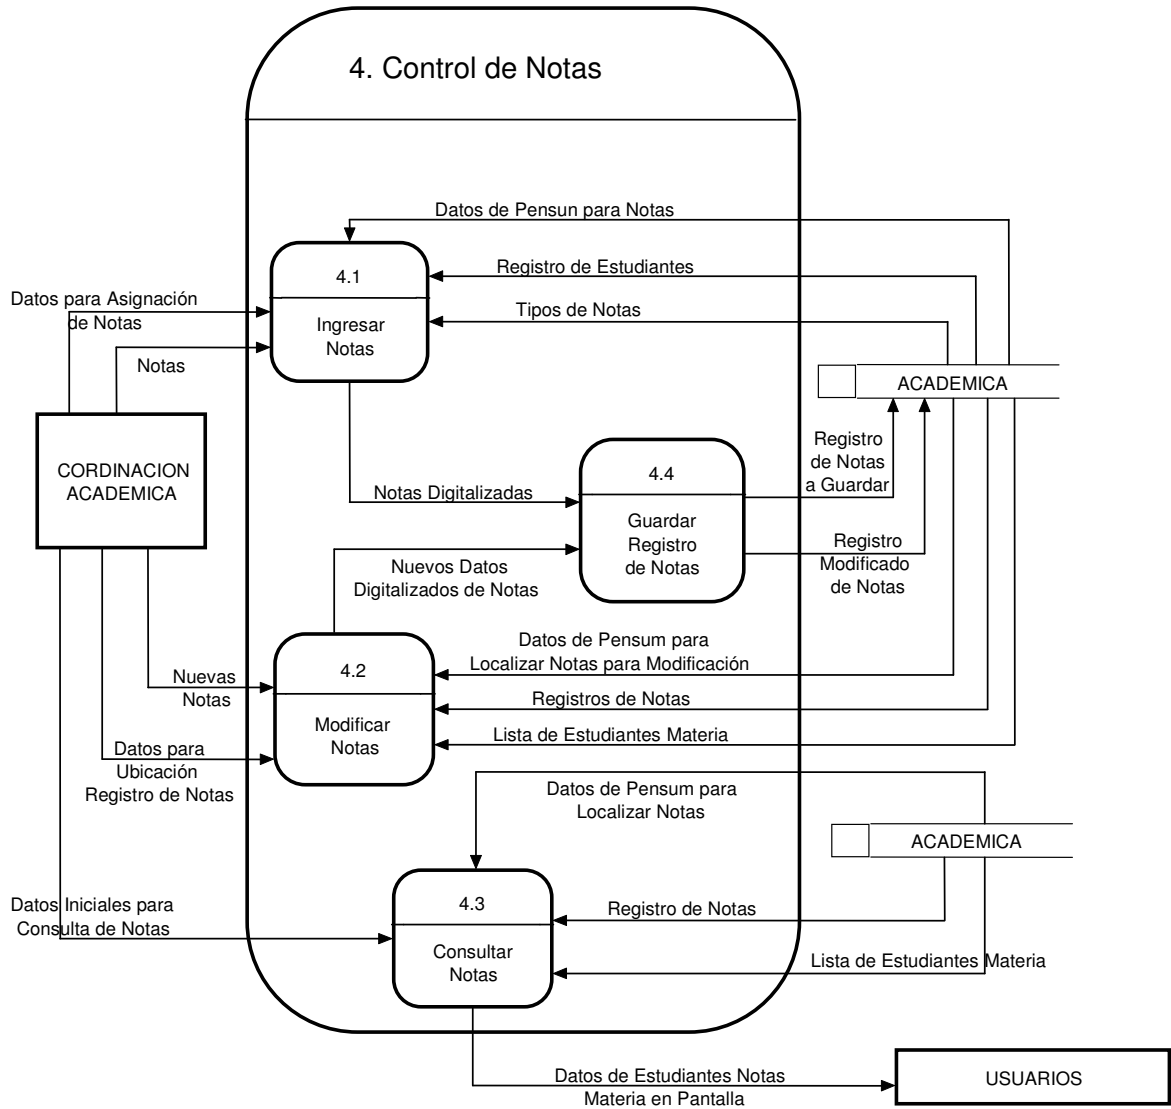 4. Control de Notas
Datos de Pensun para Notas
4.1
Registro de Estudiantes
Datos para Asignación
de Notas
Tipos de Notas
Ingresar
Notas
Notas
ACADEMICA
CORDINACION
ACADEMICA
Registro
de Notas
a Guardar
4.4
Notas Digitalizadas
Guardar
Registro
de Notas
Registro
Modificado
de Notas
Nuevos Datos
Digitalizados de Notas
Datos de Pensum para
Localizar Notas para Modificación
4.2
Nuevas
Notas
Registros de Notas
Modificar
Notas
Lista de Estudiantes Materia
Datos para
Ubicación
Registro de Notas
Datos de Pensum para
Localizar Notas
ACADEMICA
Datos Iniciales para
Consulta de Notas
4.3
Registro de Notas
Consultar
Notas
Lista de Estudiantes Materia
Datos de Estudiantes Notas
Materia en Pantalla
USUARIOS